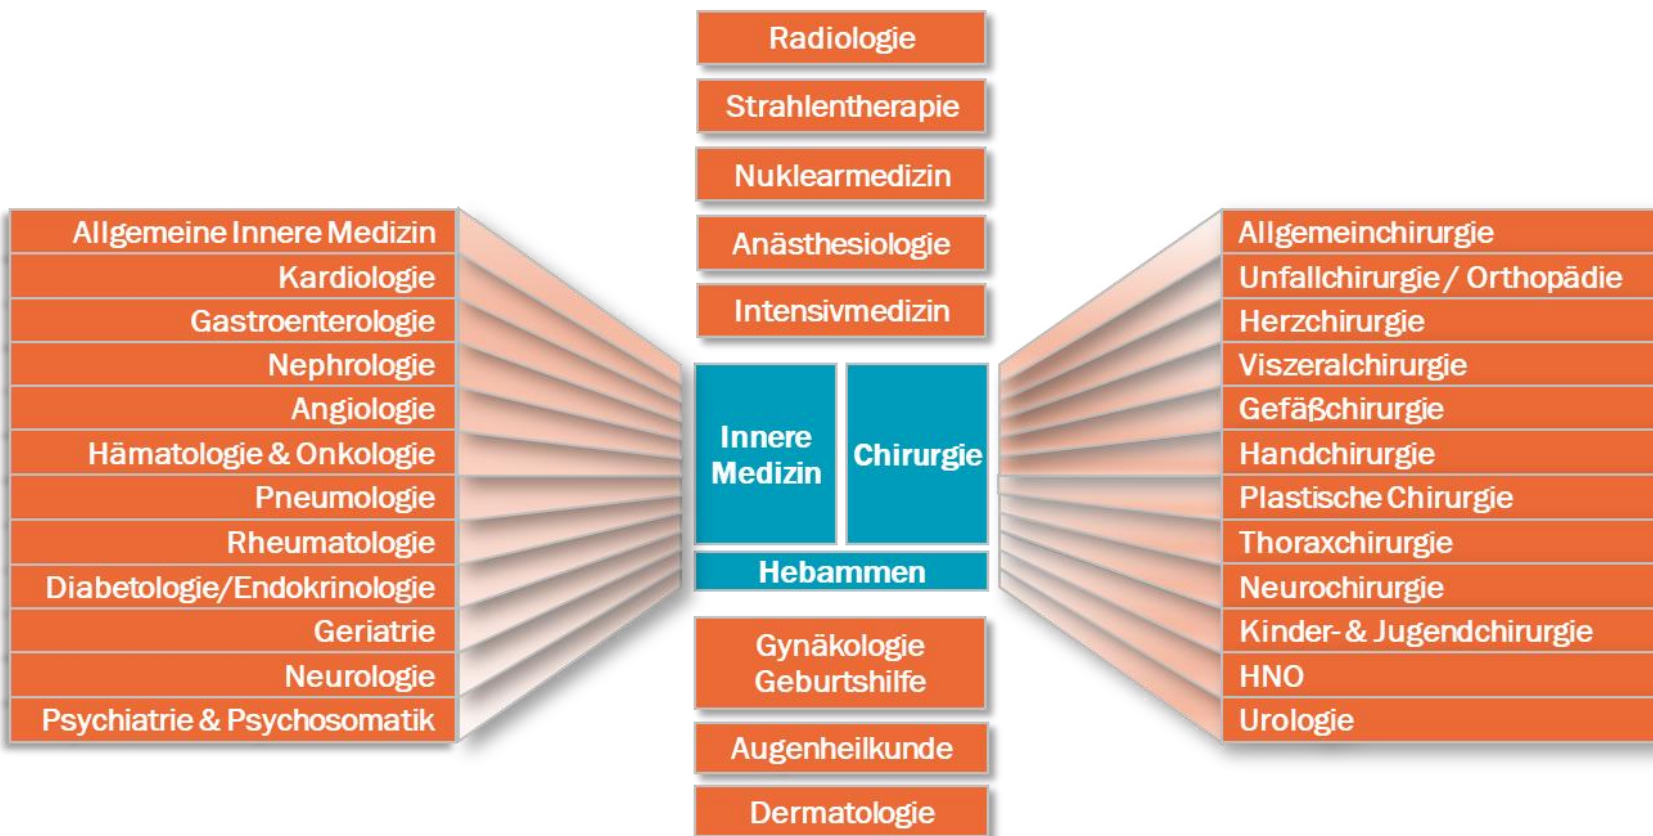 Radiologie
Strahlentherapie
Nuklearmedizin
Anästhesiologie
Intensivmedizin
Allgemeine Innere Medizin
Kardiologie
Gastroenterologie
Nephrologie
Angiologie
Hämatologie & Onkologie
Pneumologie
Rheumatologie
Diabetologie/Endokrinologie
Geriatrie
Neurologie
Psychiatrie & Psychosomatik
Innere
Medizin
Chirurgie
Hebammen
Allgemeinchirurgie
Unfallchirurgie / Orthopädie
Herzchirurgie
Viszeralchirurgie
Gefäßchirurgie
Handchirurgie
Plastische Chirurgie
Thoraxchirurgie
Neurochirurgie
Kinder- & Jugendchirurgie
HNO
Urologie
Gynäkologie
Geburtshilfe
Augenheilkunde
Dermatologie